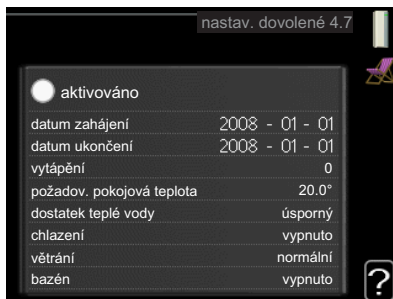 nastav. dovolené 4.7
aktivováno
datum zahájení 2008 - 01 - 01
datum ukončení 2008 - 01 - 01
vytápění 0
požadov. pokojová teplota 20.0°
dostatek teplé vody úsporný
chlazení vypnuto
větrání normální
bazén vypnuto
?